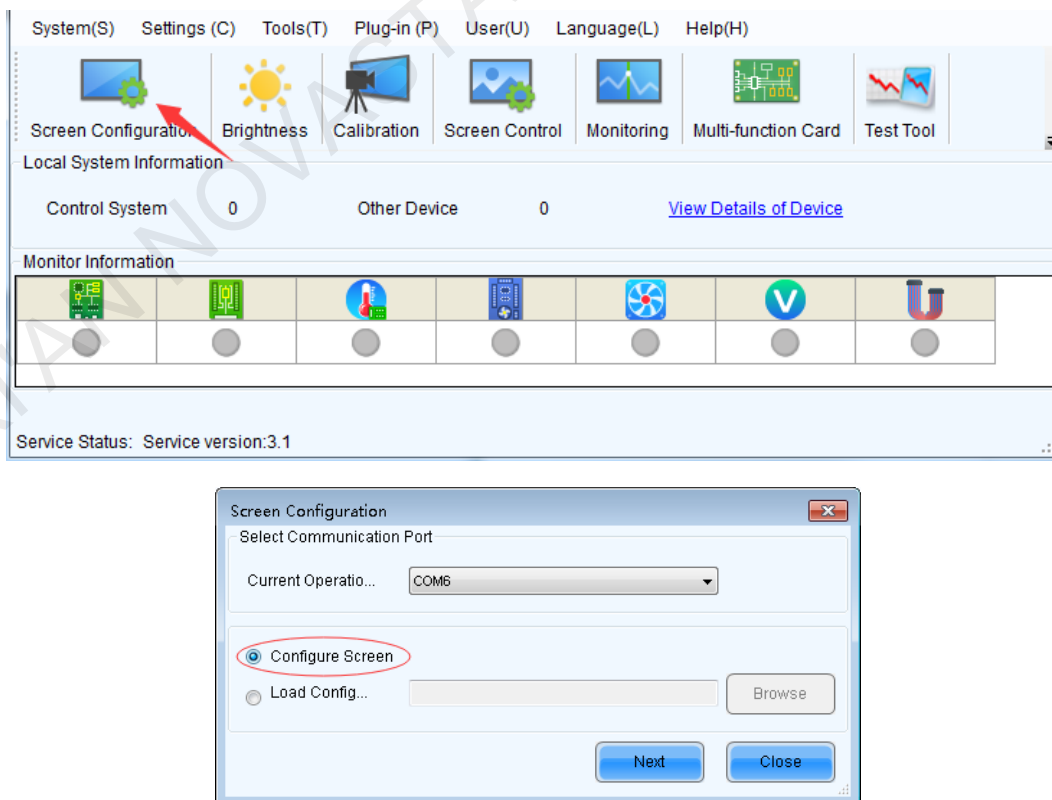 System(S) Settings (C) Tools(T) Plug-in (P) User(U) Language(L) Help(H)
Screen Configuration Brightness Calibration Screen Control Monitoring Multi-function Card Test Tool
Local System Information
Control System 0 Other Device 0 View Details of Device
Monitor Information
V
Service Status: Service version:3.1
Screen Configuration
Select Communication Port
Current Operatio... COM6
Configure Screen
Load Config... Browse
Next Close